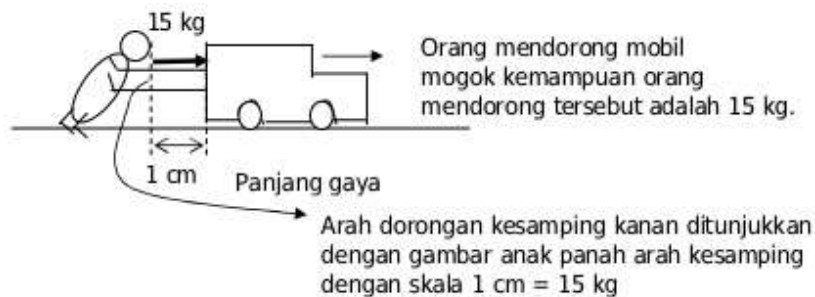 15 kg
Orang mendorong mobil
mogok kemampuan orang
mendorong tersebut adalah 15 kg.
1 cm
Panjang gaya
Arah dorongan kesamping kanan ditunjukkan
dengan gambar anak panah arah kesamping
dengan skala 1 cm = 15 kg